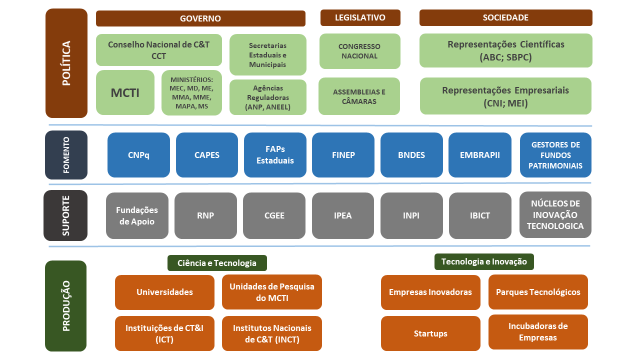 POLÍTICA
GOVERNO
LEGISLATIVO
SOCIEDADE
Conselho Nacional de C&T
CCT
Secretarias
Estaduais e
Municipais
CONGRESSO
NACIONAL
Representações Científicas
(ABC; SBPC)
MCTI
MINISTÉRIOS:
MEC, MD, ME,
MMA, MME,
MAPA, MS
Agências
Reguladoras
(ANP, ANEEL)
ASSEMBLEIAS E
CÂMARAS
Representações Empresariais
(CNI; MEI)
FOMENTO
CNPq
CAPES
FAPs
Estaduais
FINEP
BNDES
EMBRAPII
GESTORES DE
FUNDOS
PATRIMONIAIS
SUPORTE
Fundações
de Apoio
RNP
CGEE
IPEA
INPI
IBICT
NÚCLEOS DE
INOVAÇÃO
TECNOLOGICA
PRODUÇÃO
Ciência e Tecnologia
Tecnologia e Inovação
Universidades
Unidades de Pesquisa
do MCTI
Empresas Inovadoras
Parques Tecnológicos
Instituições de CT&I
(ICT)
Institutos Nacionais
de C&T (INCT)
Startups
Incubadoras de
Empresas